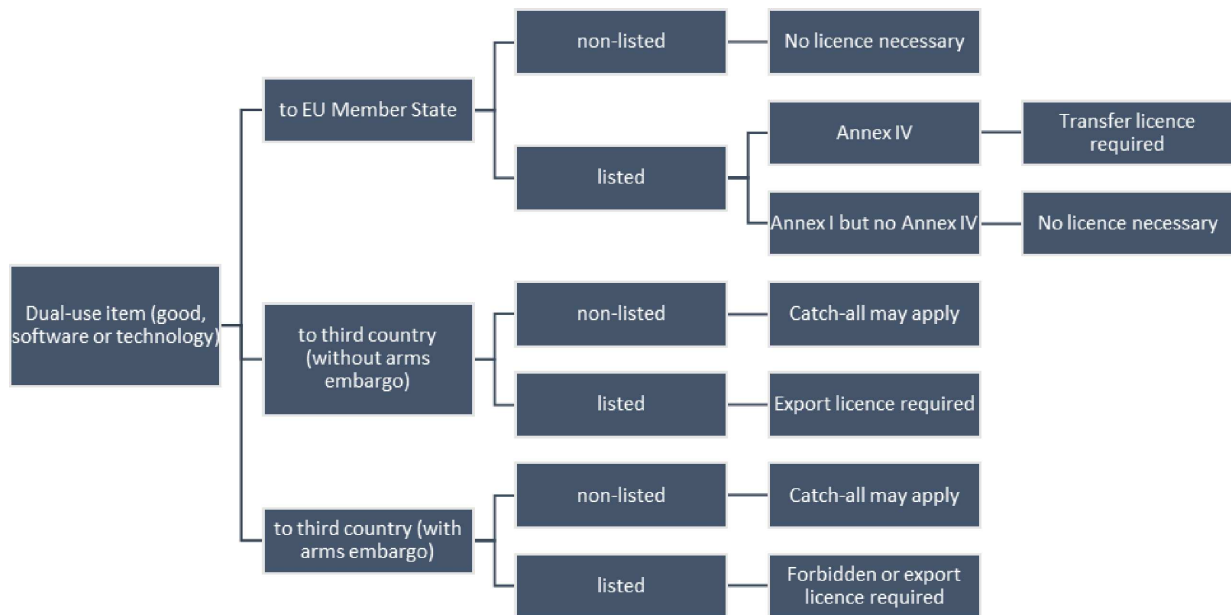 Dual-use item (good,
software or technology)
to EU Member State
non-listed
No licence necessary
listed
Annex IV
Transfer licence
required
Annex I but no Annex IV
No licence necessary
to third country
(without arms
embargo)
non-listed
Catch-all may apply
listed
Export licence required
to third country (with
arms embargo)
non-listed
Catch-all may apply
listed
Forbidden or export
licence required